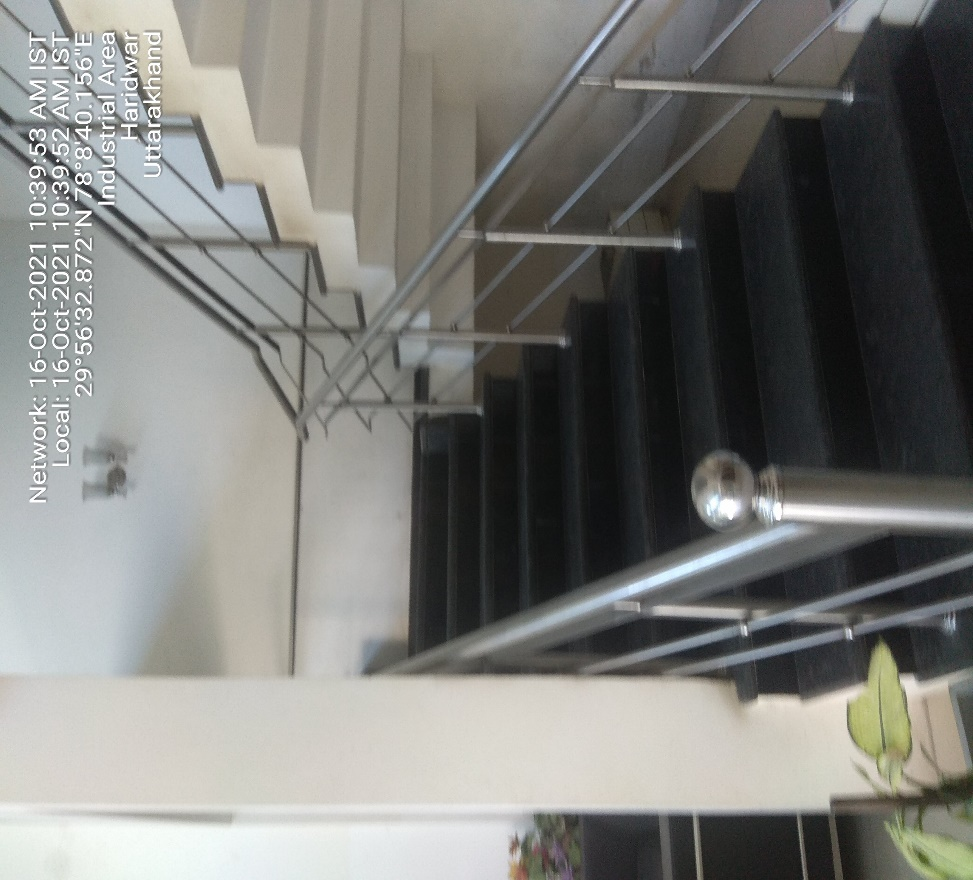 Network: 16-Oct-2021 10:39:53 AM IST
Local: 16-Oct-2021 10:39:52 AM IST
29°56'32.872"N 78°8'40.156"E
Industrial Area
Haridwar
Uttarakhand